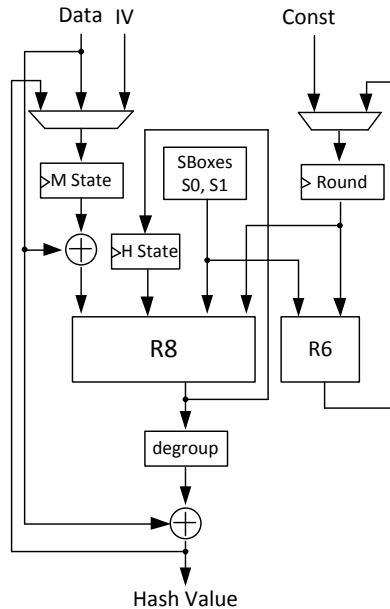 Data IV Const
SBoxes
S0, S1
M State
Round
H State
R8
R6
degroup
Hash Value